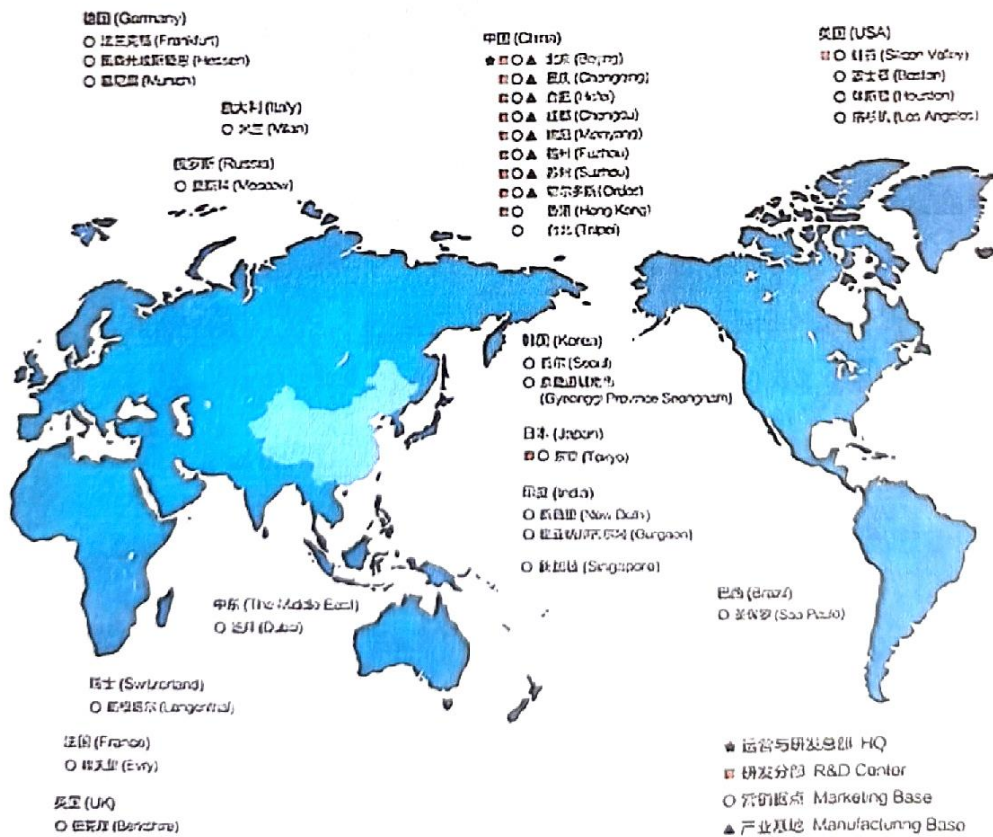 德国 (Germany)
○ 法兰克福 (Frankfurt)
○ (Hessen)
○ 慕尼黑 (Munich)
意大利 (Italy)
○ 米兰 (Milan)
俄罗斯 (Russia)
○ 莫斯科 (Moscow)
中国 (China)
★ ■ ○ ▲ 北京 (Beijing)
■ ○ ▲ 重庆 (Chongqing)
■ ○ ▲ 合肥 (Hefei)
■ ○ ▲ 成都 (Chengdu)
■ ○ ▲ 绵阳 (Mianyang)
■ ○ ▲ 福州 (Fuzhou)
■ ○ ▲ 苏州 (Suzhou)
■ ○ ▲ 鄂尔多斯 (Ordos)
■ ○ 香港 (Hong Kong)
○ 台北 (Taipei)
美国 (USA)
■ ○ 硅谷 (Silicon Valley)
○ 波士顿 (Boston)
○ 休斯顿 (Houston)
○ 洛杉矶 (Los Angeles)
韩国 (Korea)
○ 首尔 (Seoul)
○ 京畿道城南市
(Gyeonggi Province Seongnam)
日本 (Japan)
■ ○ 东京 (Tokyo)
印度 (India)
○ 新德里 (New Delhi)
○ (Gurgaon)
○ 新加坡 (Singapore)
巴西 (Brazil)
○ 圣保罗 (Sao Paulo)
中东 (The Middle East)
○ 迪拜 (Dubai)
瑞士 (Switzerland)
○ (Langenthal)
法国 (France)
○ (Evry)
英国 (UK)
○ (Berkshire)
★ 运营与研发总部 HQ
■ 研发分部 R&D Center
○ 营销据点 Marketing Base
▲ 产业基地 Manufacturing Base